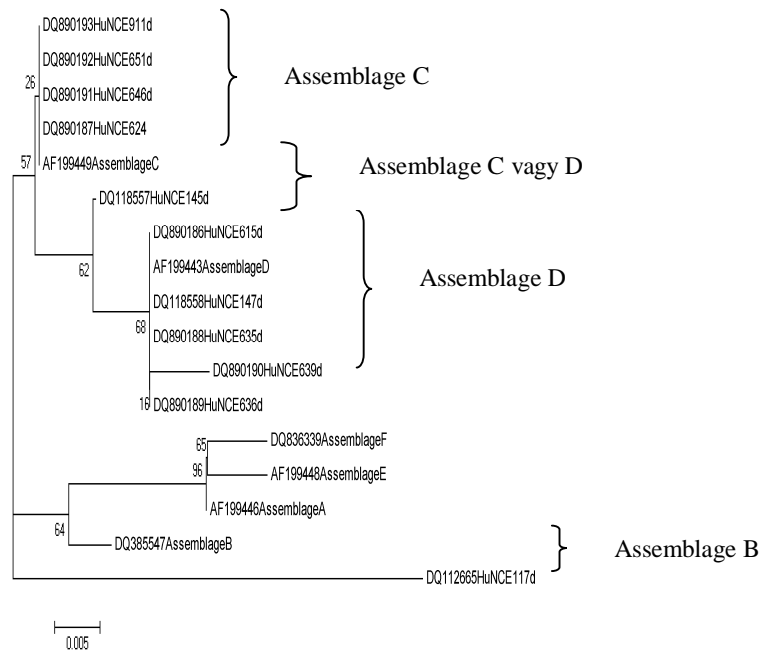 DQ890193HuNCE911d
DQ890192HuNCE651d
26
DQ890191HuNCE646d
Assemblage C
DQ890187HuNCE624
57
AF199449AssemblageC
Assemblage C vagy D
DQ118557HuNCE145d
DQ890186HuNCE615d
62
AF199443AssemblageD
Assemblage D
DQ118558HuNCE147d
68
DQ890188HuNCE635d
DQ890190HuNCE639d
16
DQ890189HuNCE636d
65
DQ836339AssemblageF
96
AF199448AssemblageE
AF199446AssemblageA
64
DQ385547AssemblageB
Assemblage B
DQ112665HuNCE117d
0.005